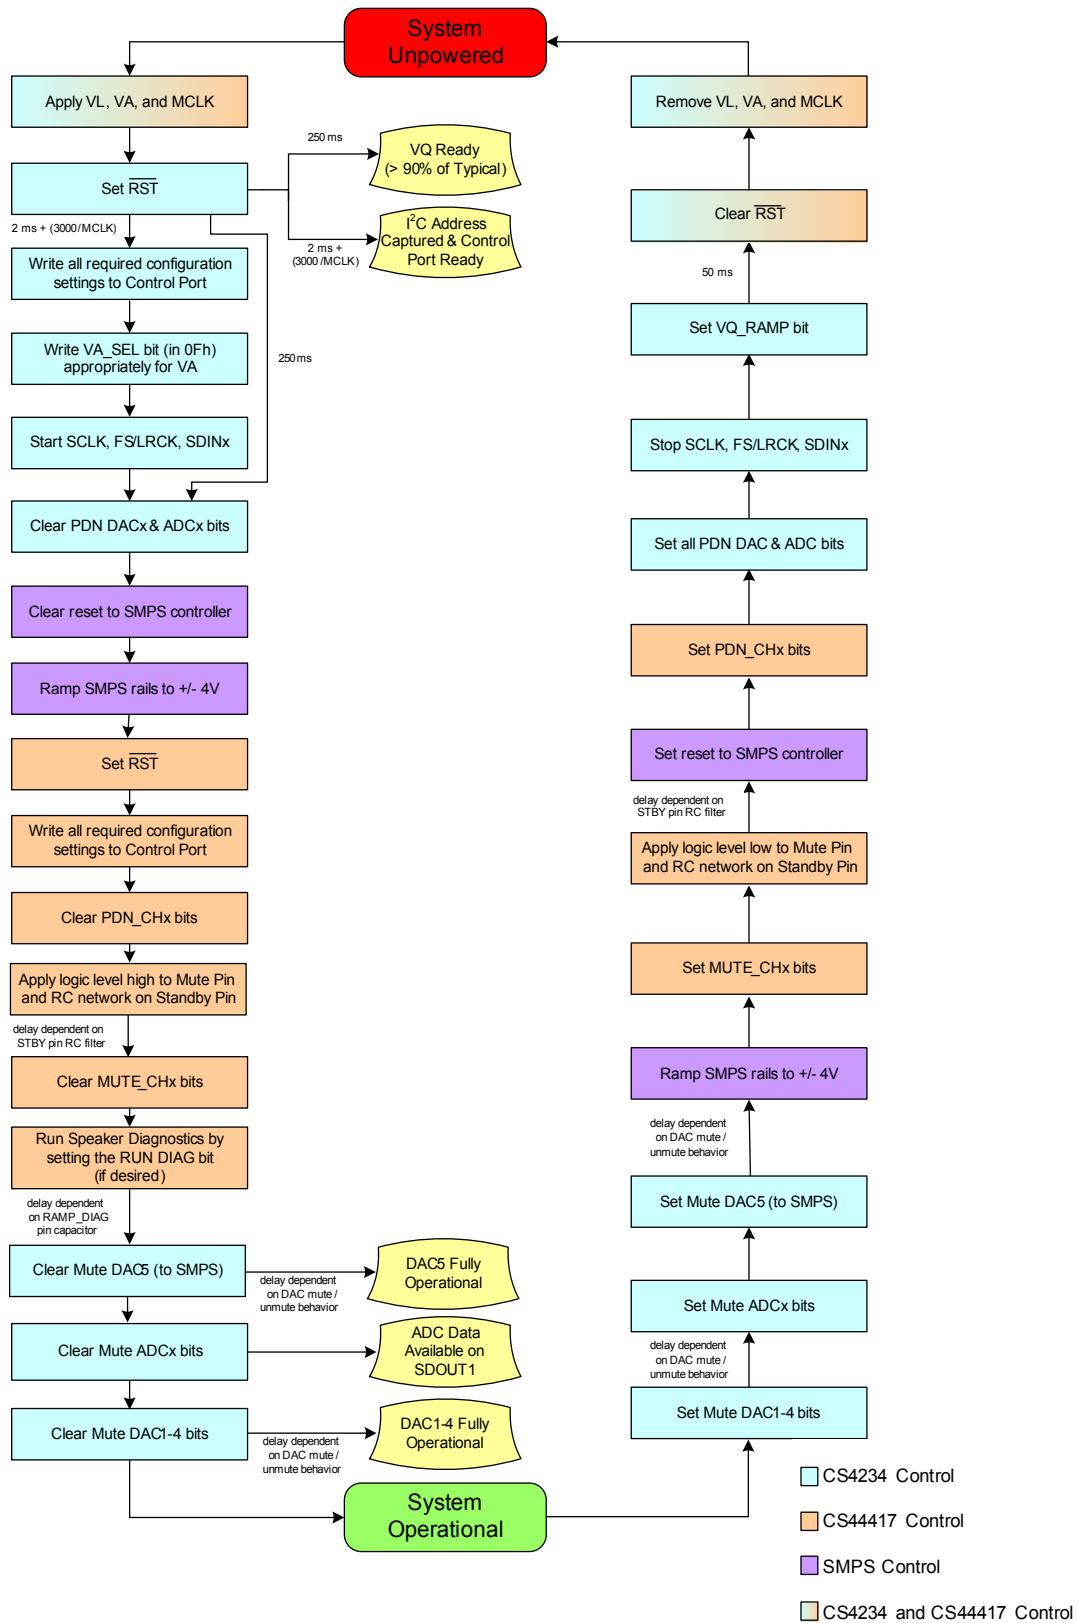 System
Unpowered
Apply VL, VA, and MCLK
Set RST
2 ms + (3000/MCLK)
250 ms
VQ Ready
(> 90% of Typical)
I2C Address
Captured & Control
Port Ready
2 ms +
(3000/MCLK)
Write all required configuration
settings to Control Port
Write VA_SEL bit (in 0Fh)
appropriately for VA
250ms
Start SCLK, FS/LRCK, SDINx
Clear PDN DACx & ADCx bits
Clear reset to SMPS controller
Ramp SMPS rails to +/- 4V
Set RST
Write all required configuration
settings to Control Port
Clear PDN_CHx bits
Apply logic level high to Mute Pin
and RC network on Standby Pin
delay dependent on
STBY pin RC filter
Clear MUTE_CHx bits
Run Speaker Diagnostics by
setting the RUN DIAG bit
(if desired)
delay dependent
on RAMP_DIAG
pin capacitor
Clear Mute DAC5 (to SMPS)
delay dependent
on DAC mute /
unmute behavior
DAC5 Fully
Operational
Clear Mute ADCx bits
ADC Data
Available on
SDOUT1
Clear Mute DAC1-4 bits
delay dependent
on DAC mute /
unmute behavior
DAC1-4 Fully
Operational
System
Operational
Remove VL, VA, and MCLK
Clear RST
50 ms
Set VQ_RAMP bit
Stop SCLK, FS/LRCK, SDINx
Set all PDN DAC & ADC bits
Set PDN_CHx bits
Set reset to SMPS controller
delay dependent on
STBY pin RC filter
Apply logic level low to Mute Pin
and RC network on Standby Pin
Set MUTE_CHx bits
Ramp SMPS rails to +/- 4V
delay dependent
on DAC mute /
unmute behavior
Set Mute DAC5 (to SMPS)
Set Mute ADCx bits
delay dependent
on DAC mute /
unmute behavior
Set Mute DAC1-4 bits
CS4234 Control
CS44417 Control
SMPS Control
CS4234 and CS44417 Control